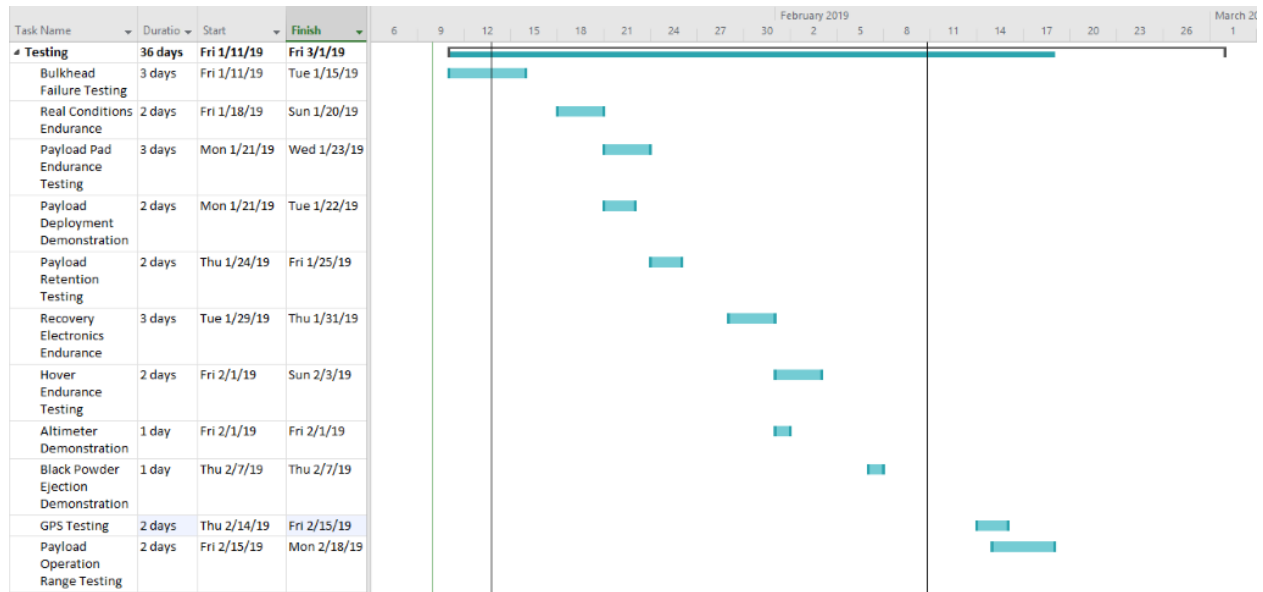 February 2019 March 20
Task Name Duratio Start Finish 6 9 12 15 18 21 24 27 30 2 5 8 11 14 17 20 23 26 1
Testing 36 days Fri 1/11/19 Fri 3/1/19
Bulkhead 3 days Fri 1/11/19 Tue 1/15/19
Failure Testing
Real Conditions 2 days Fri 1/18/19 Sun 1/20/19
Endurance
Payload Pad 3 days Mon 1/21/19 Wed 1/23/19
Endurance
Testing
Payload 2 days Mon 1/21/19 Tue 1/22/19
Deployment
Demonstration
Payload 2 days Thu 1/24/19 Fri 1/25/19
Retention
Testing
Recovery 3 days Tue 1/29/19 Thu 1/31/19
Electronics
Endurance
Hover 2 days Fri 2/1/19 Sun 2/3/19
Endurance
Testing
Altimeter 1 day Fri 2/1/19 Fri 2/1/19
Demonstration
Black Powder 1 day Thu 2/7/19 Thu 2/7/19
Ejection
Demonstration
GPS Testing 2 days Thu 2/14/19 Fri 2/15/19
Payload 2 days Fri 2/15/19 Mon 2/18/19
Operation
Range Testing